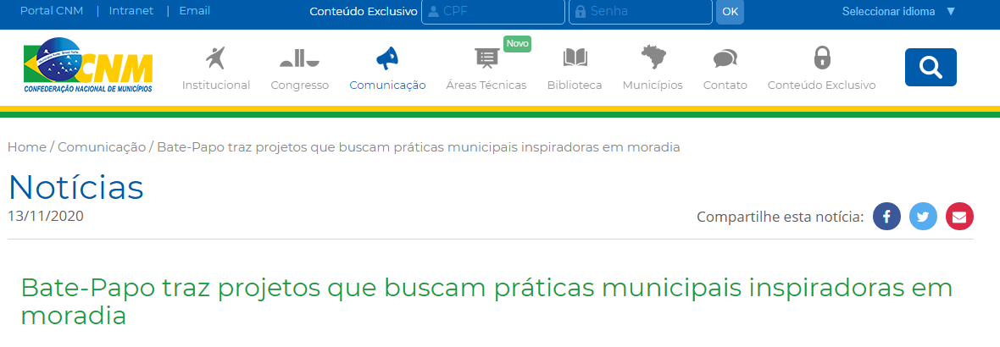 Portal CNM | Intranet | Email Conteúdo Exclusivo CPF Senha OK Seleccionar idioma ▼
Novo
CNM
CONFEDERAÇÃO NACIONAL DE MUNICÍPIOS
Institucional Congresso Comunicação Áreas Técnicas Biblioteca Municípios Contato Conteúdo Exclusivo
Home / Comunicação / Bate-Papo traz projetos que buscam práticas municipais inspiradoras em moradia
Notícias
13/11/2020 Compartilhe esta notícia:
Bate-Papo traz projetos que buscam práticas municipais inspiradoras em
moradia